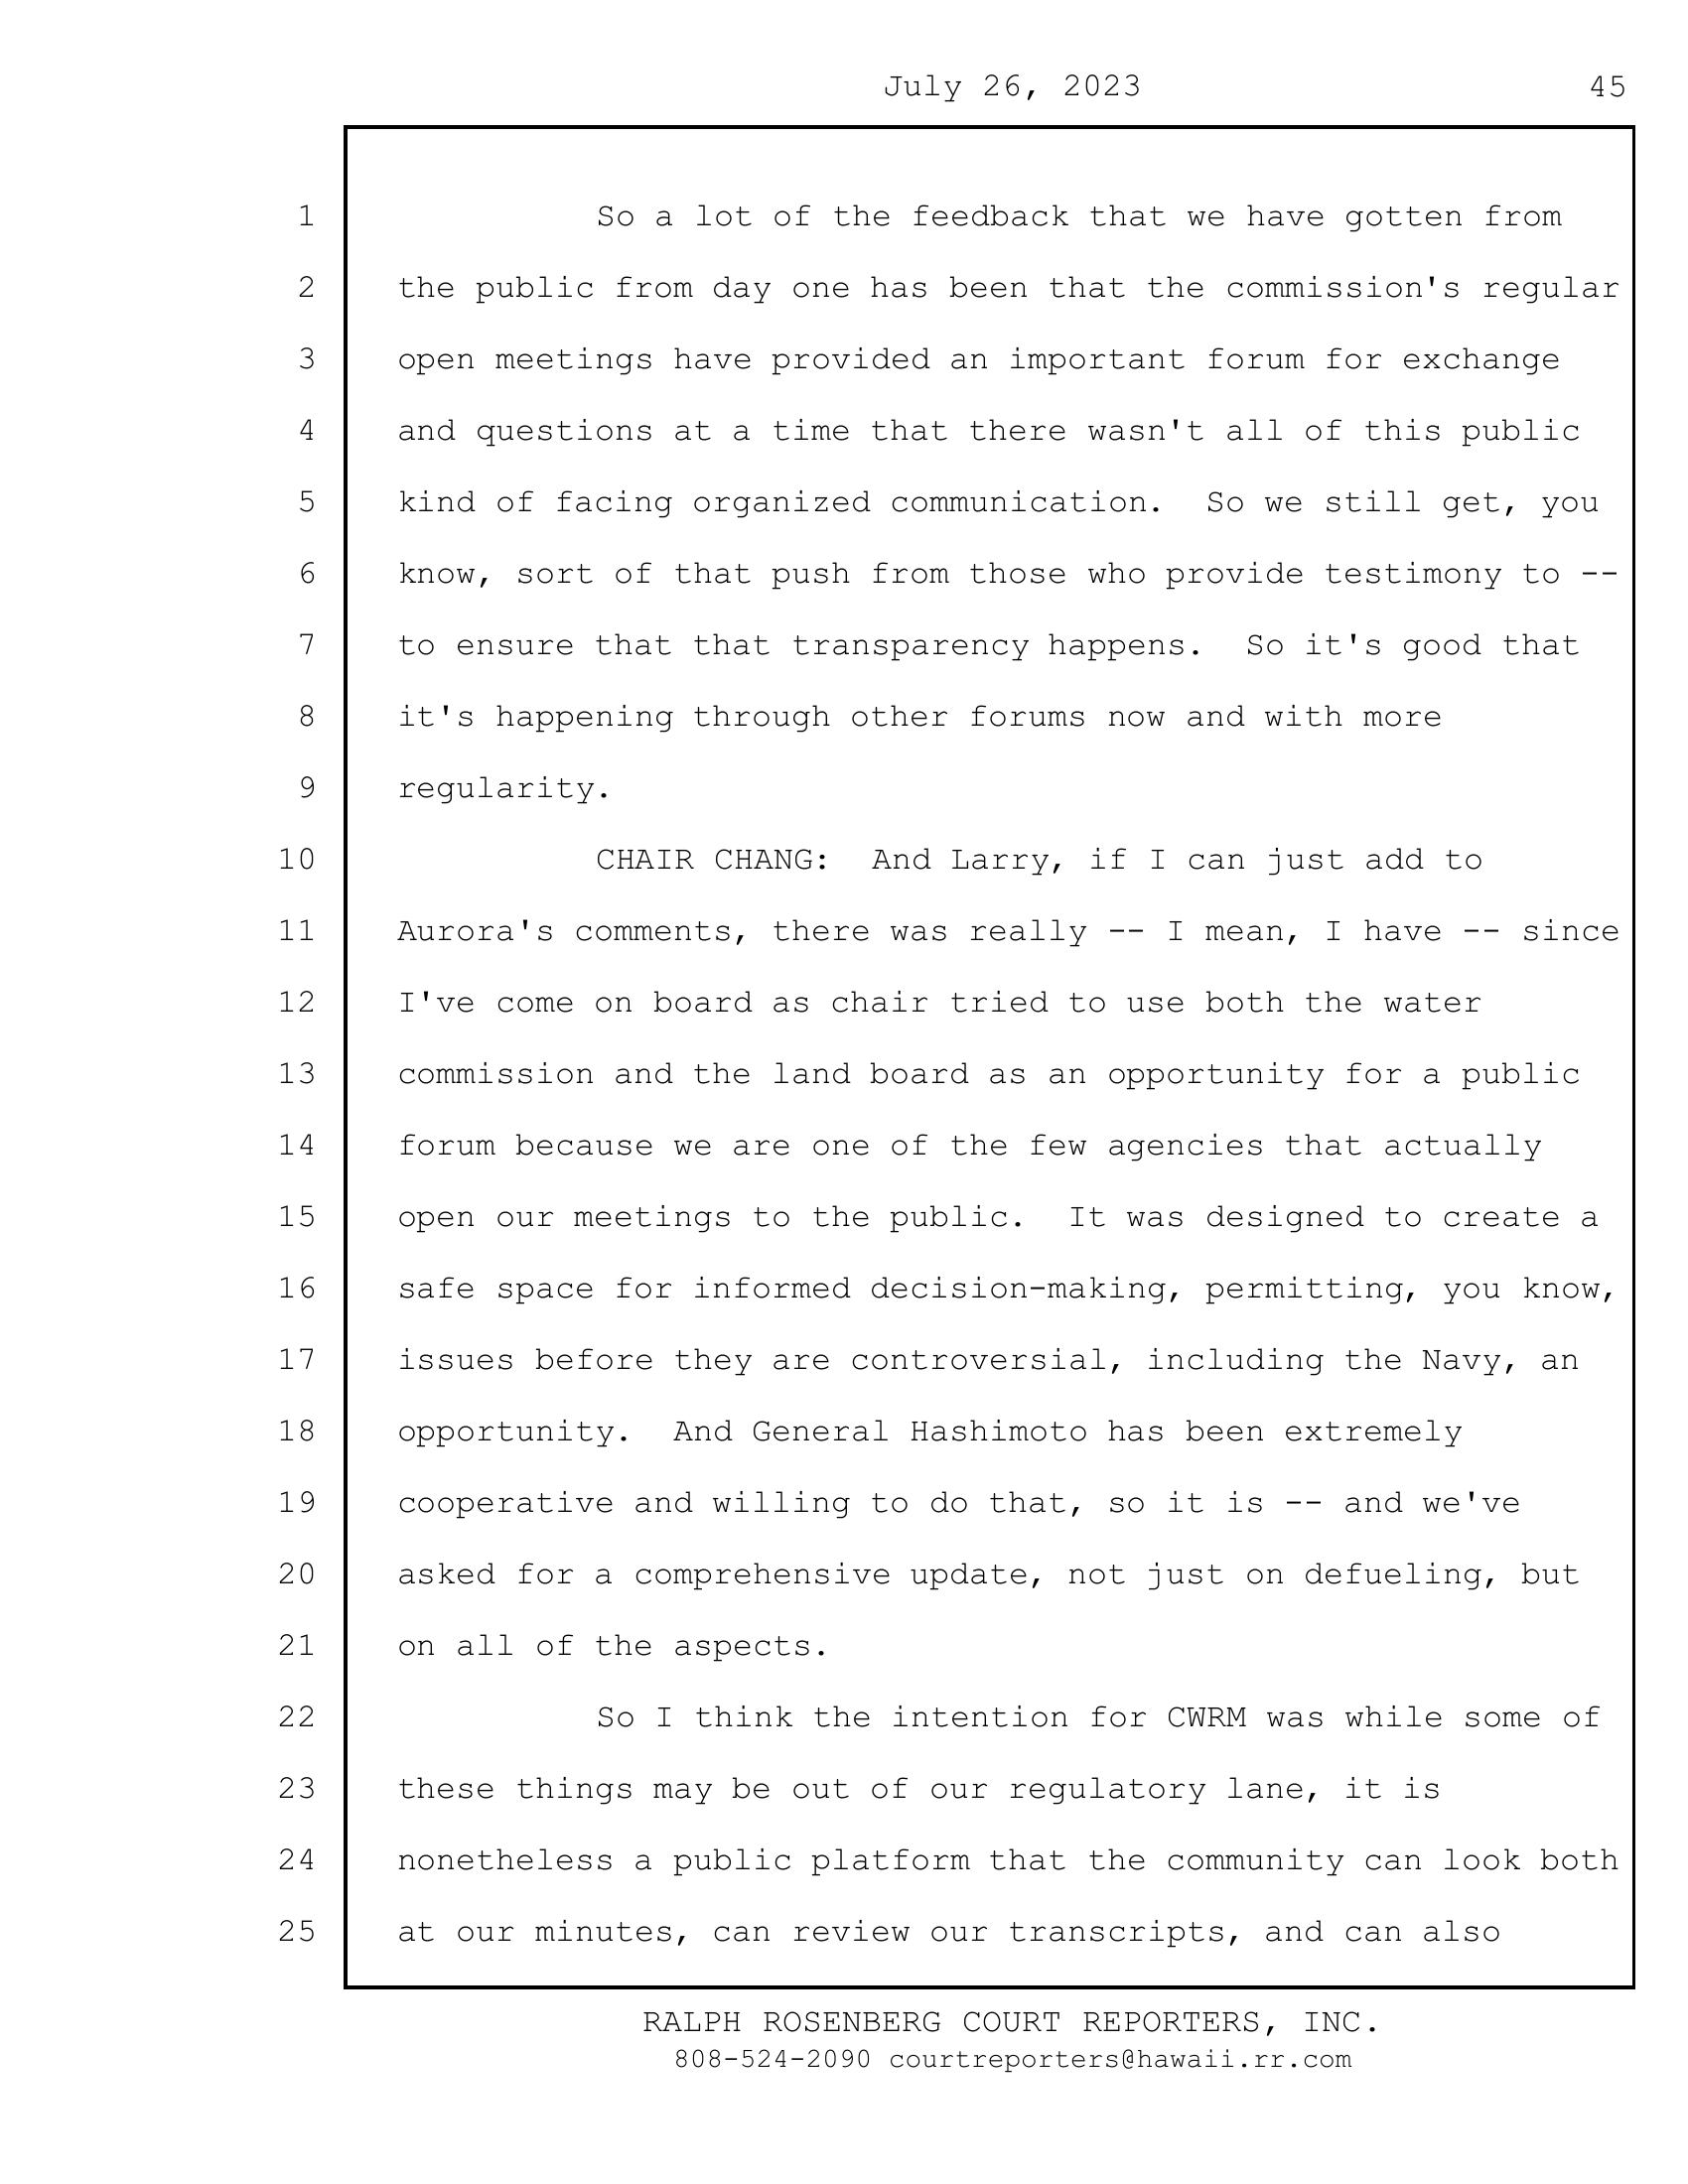 July 26, 2023 45
1 So a lot of the feedback that we have gotten from
2 the public from day one has been that the commission's regular
3 open meetings have provided an important forum for exchange
4 and questions at a time that there wasn't all of this public
5 kind of facing organized communication.  So we still get, you
6 know, sort of that push from those who provide testimony to --
7 to ensure that that transparency happens.  So it's good that
8 it's happening through other forums now and with more
9 regularity.
10 CHAIR CHANG:  And Larry, if I can just add to
11 Aurora's comments, there was really -- I mean, I have -- since
12 I've come on board as chair tried to use both the water
13 commission and the land board as an opportunity for a public
14 forum because we are one of the few agencies that actually
15 open our meetings to the public.  It was designed to create a
16 safe space for informed decision-making, permitting, you know,
17 issues before they are controversial, including the Navy, an
18 opportunity.  And General Hashimoto has been extremely
19 cooperative and willing to do that, so it is -- and we've
20 asked for a comprehensive update, not just on defueling, but
21 on all of the aspects.
22 So I think the intention for CWRM was while some of
23 these things may be out of our regulatory lane, it is
24 nonetheless a public platform that the community can look both
25 at our minutes, can review our transcripts, and can also
RALPH ROSENBERG COURT REPORTERS, INC.
808-524-2090 courtreporters@hawaii.rr.com